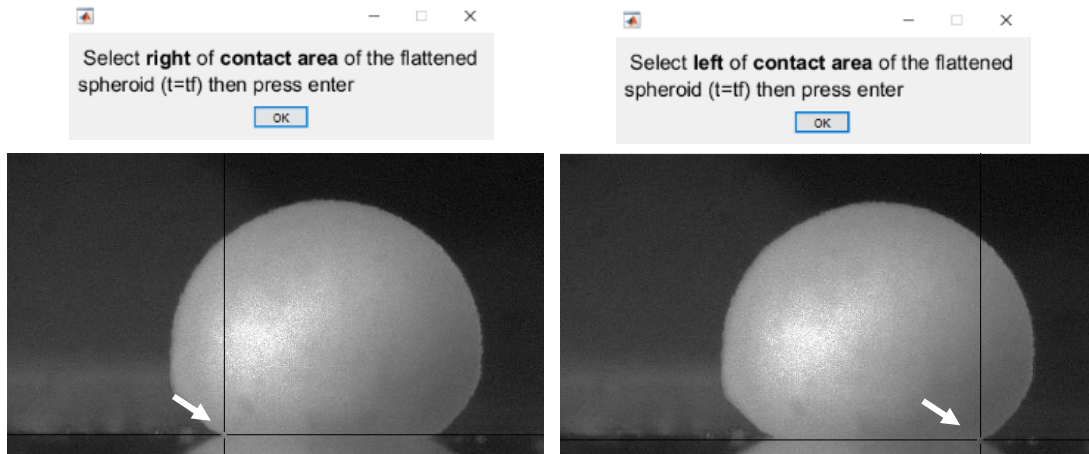 Select right of contact area of the flattened
spheroid (t=tf) then press enter
OK
Select left of contact area of the flattened
spheroid (t=tf) then press enter
OK